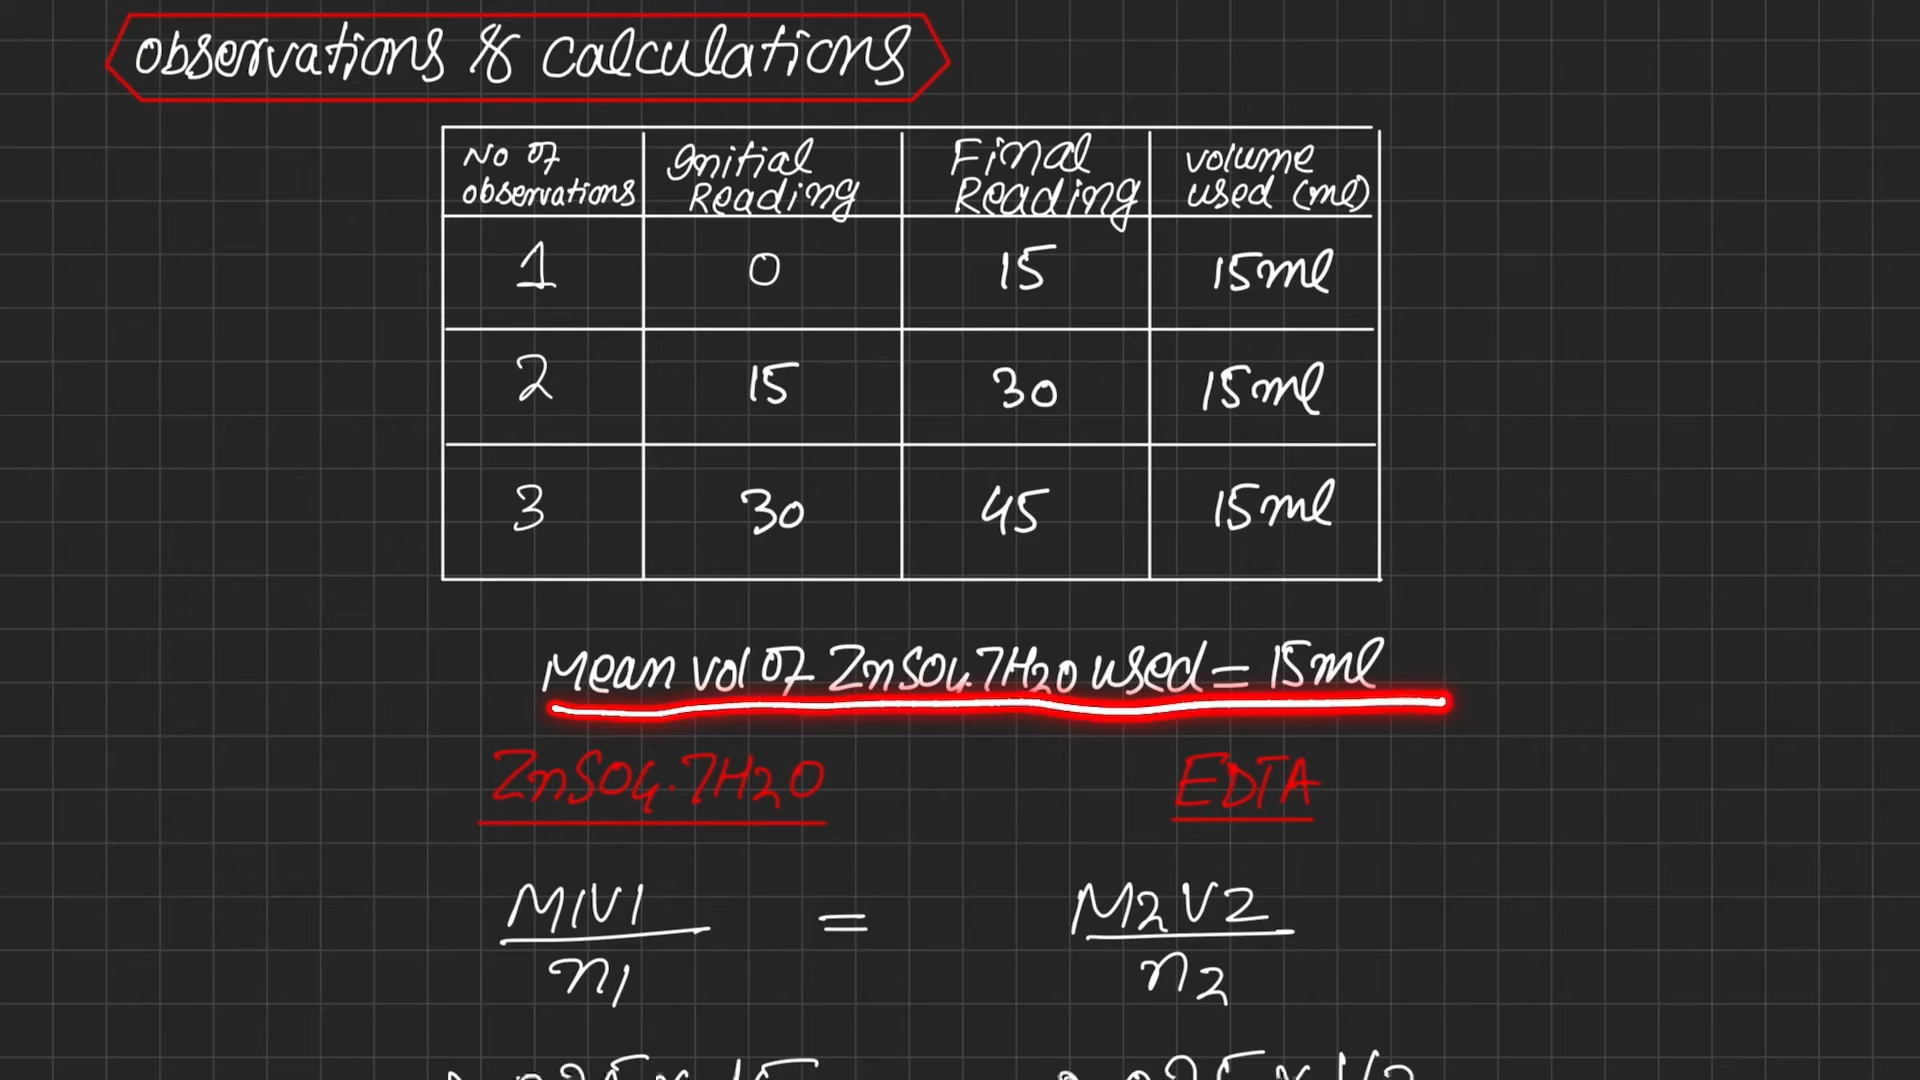 observations & calculations
No of observations Initial Reading Final Reading volume used (ml)
1 0 15 15ml
2 15 30 15ml
3 30 45 15ml
Mean vol of ZnSO4.7H2O used = 15ml
ZnSO4.7H2O EDTA
M1V1 = M2V2
n1 n2